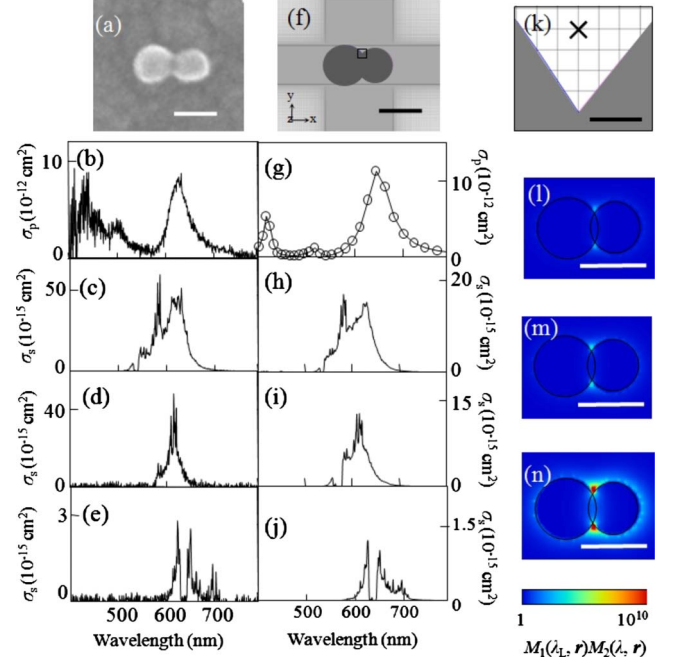 (a)
(f)
y
z
x
(k)
(b)
10
0
σp(10⁻¹² cm²)
(g)
10
0
σp(10⁻¹² cm²)
(c)
50
0
σs(10⁻¹⁵ cm²)
(h)
20
0
σs(10⁻¹⁵ cm²)
(d)
40
0
σs(10⁻¹⁵ cm²)
(i)
15
0
σs(10⁻¹⁵ cm²)
(e)
3
0
σs(10⁻¹⁵ cm²)
(j)
1.5
0
σs(10⁻¹⁵ cm²)
500 600 700
500 600 700
Wavelength (nm)
Wavelength (nm)
(l)
(m)
(n)
1 10¹⁰
M₁(λL, r)M₂(λ, r)